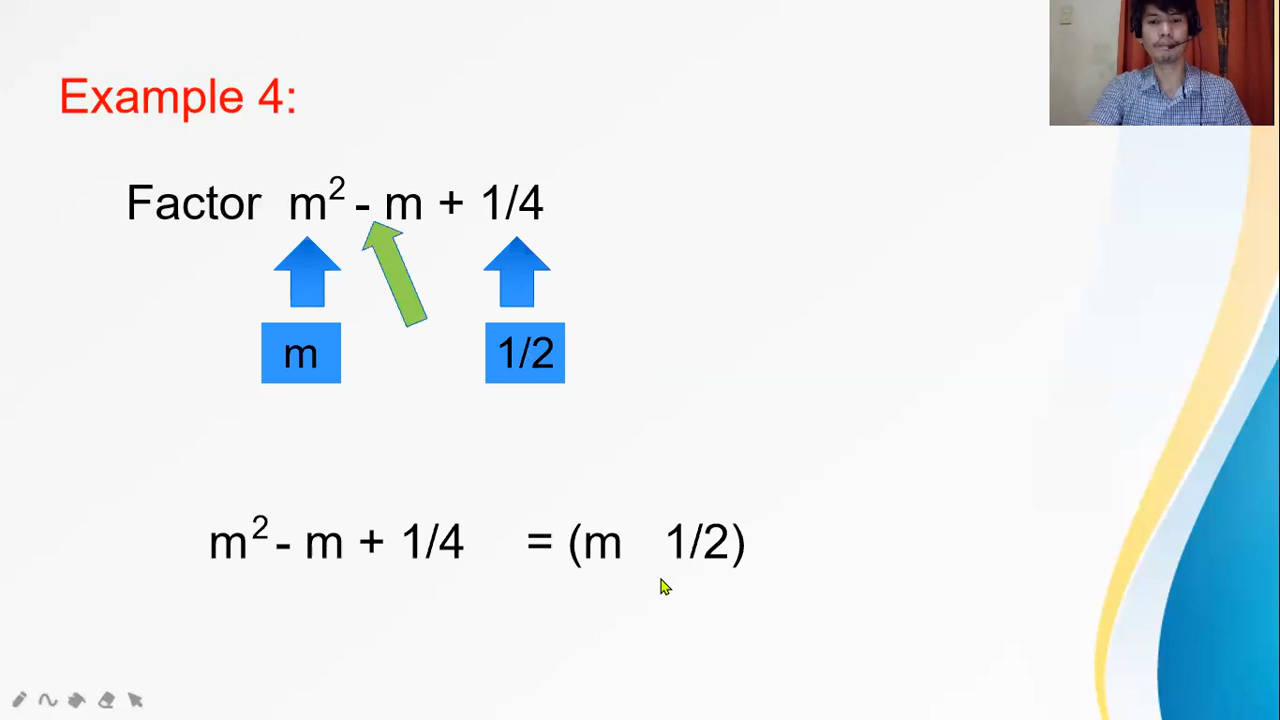 Example 4:
Factor m² - m + 1/4
m
1/2
m² - m + 1/4 = (m 1/2)